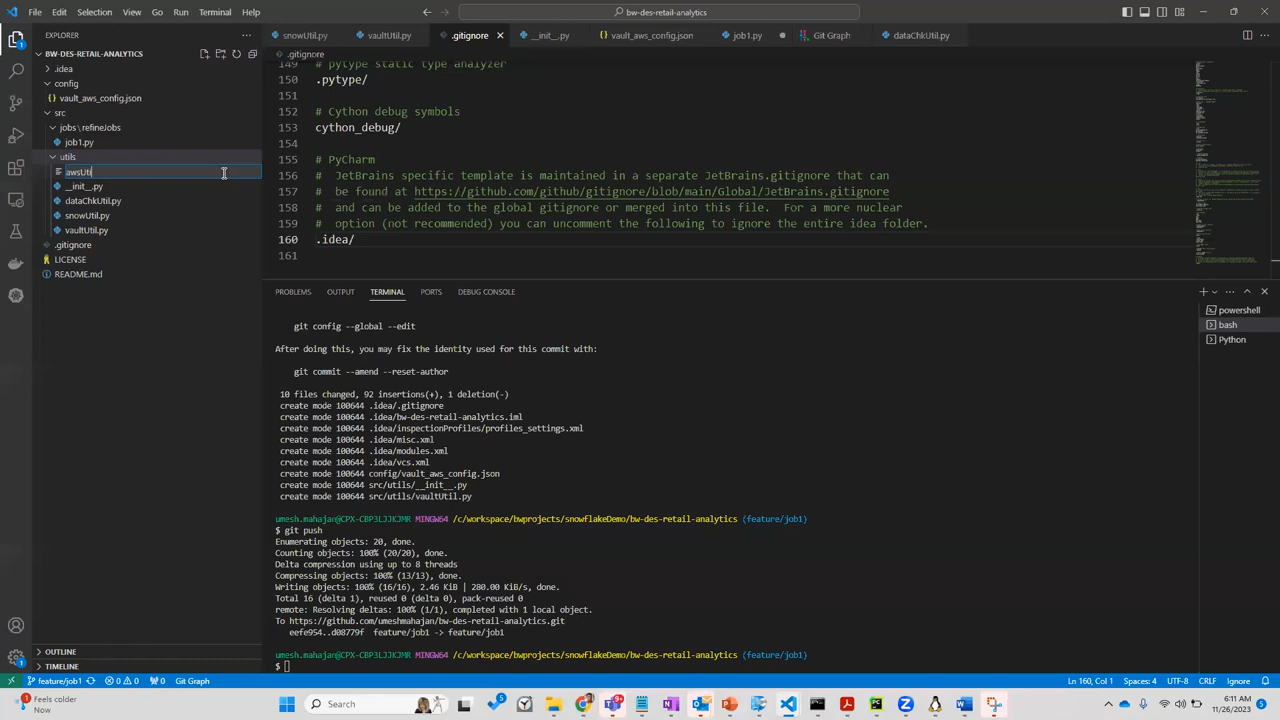 File Edit Selection View Go Run Terminal Help
bw-des-retail-analytics
EXPLORER
BW-DES-RETAIL-ANALYTICS
.idea
config
vault_aws_config.json
src
jobs\refineJobs
job1.py
utils
awsUti
__init__.py
dataChkUtil.py
snowUtil.py
vaultUtil.py
.gitignore
LICENSE
README.md
OUTLINE
TIMELINE
snowUtil.py vaultUtil.py .gitignore __init__.py vault_aws_config.json job1.py Git Graph dataChkUtil.py
.gitignore
149 # pytype static type analyzer
150 .pytype/
151
152 # Cython debug symbols
153 cython_debug/
154
155 # PyCharm
156 # JetBrains specific template is maintained in a separate JetBrains.gitignore that can
157 # be found at https://github.com/github/gitignore/blob/main/Global/JetBrains.gitignore
158 # and can be added to the global gitignore or merged into this file. For a more nuclear
159 # option (not recommended) you can uncomment the following to ignore the entire idea folder.
160 .idea/
161
PROBLEMS OUTPUT TERMINAL PORTS DEBUG CONSOLE
powershell
bash
Python
git config --global --edit
After doing this, you may fix the identity used for this commit with:
git commit --amend --reset-author
10 files changed, 92 insertions(+), 1 deletion(-)
create mode 100644 .idea/.gitignore
create mode 100644 .idea/bw-des-retail-analytics.iml
create mode 100644 .idea/inspectionProfiles/profiles_settings.xml
create mode 100644 .idea/misc.xml
create mode 100644 .idea/modules.xml
create mode 100644 .idea/vcs.xml
create mode 100644 config/vault_aws_config.json
create mode 100644 src/utils/__init__.py
create mode 100644 src/utils/vaultUtil.py
umesh.mahajar@CPX-CBP3LJJKJMR MINGW64 /c/workspace/bwprojects/snowflakeDemo/bw-des-retail-analytics (feature/job1)
$ git push
Enumerating objects: 20, done.
Counting objects: 100% (20/20), done.
Delta compression using up to 8 threads
Compressing objects: 100% (13/13), done.
Writing objects: 100% (16/16), 2.46 KiB | 280.00 KiB/s, done.
Total 16 (delta 1), reused 0 (delta 0), pack-reused 0
remote: Resolving deltas: 100% (1/1), completed with 1 local object.
To https://github.com/umeshmahajan/bw-des-retail-analytics.git
eefe954..d08779f feature/job1 -> feature/job1
umesh.mahajar@CPX-CBP3LJJKJMR MINGW64 /c/workspace/bwprojects/snowflakeDemo/bw-des-retail-analytics (feature/job1)
$
feature/job1 0 0 0 Git Graph Ln 160, Col 1 Spaces: 4 UTF-8 CRLF Ignore
Feels colder
Now
Search
6:11 AM
11/26/2023